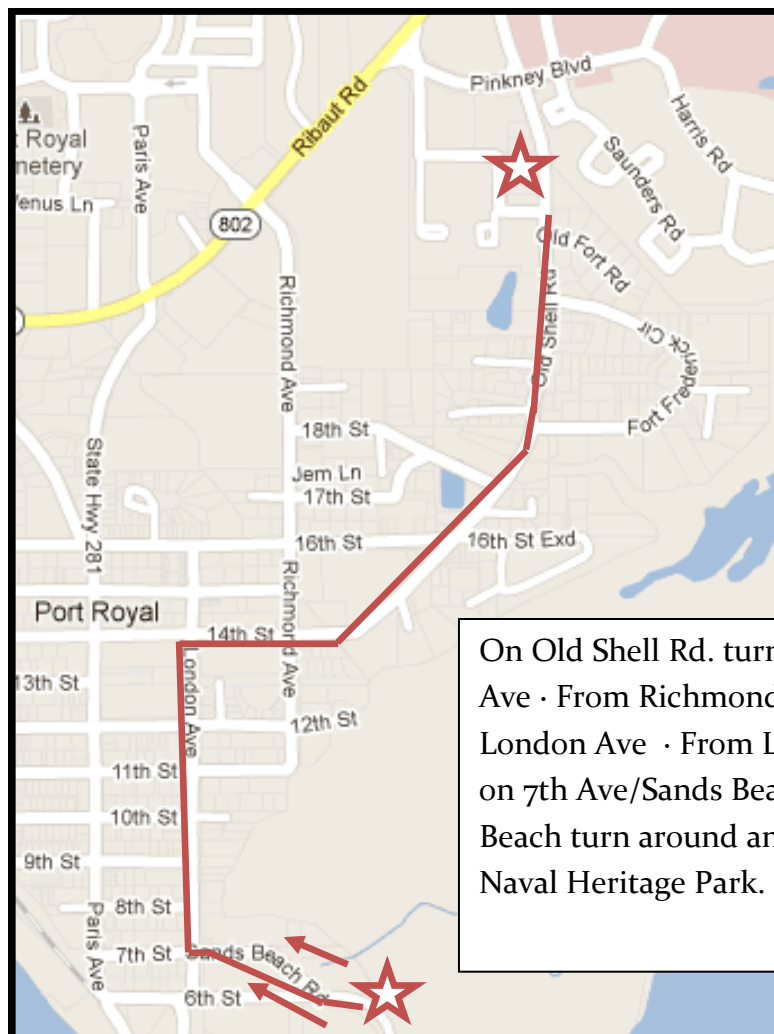 Pinkney Blvd
Ribaut Rd
Harris Rd
t Royal
metery
Paris Ave
Saunders Rd
Venus Ln
802
Old Fort Rd
Richmond Ave
Old Shell Rd
Fort Frederick Cir
18th St
State Hwy 281
Jem Ln
17th St
16th St
16th St Exd
Richmond Ave
Port Royal
14th St
On Old Shell Rd. turn
Ave · From Richmond
London Ave · From L
on 7th Ave/Sands Bea
Beach turn around an
Naval Heritage Park.
London Ave
13th St
12th St
11th St
10th St
9th St
8th St
Paris Ave
7th St
Sands Beach Rd
6th St